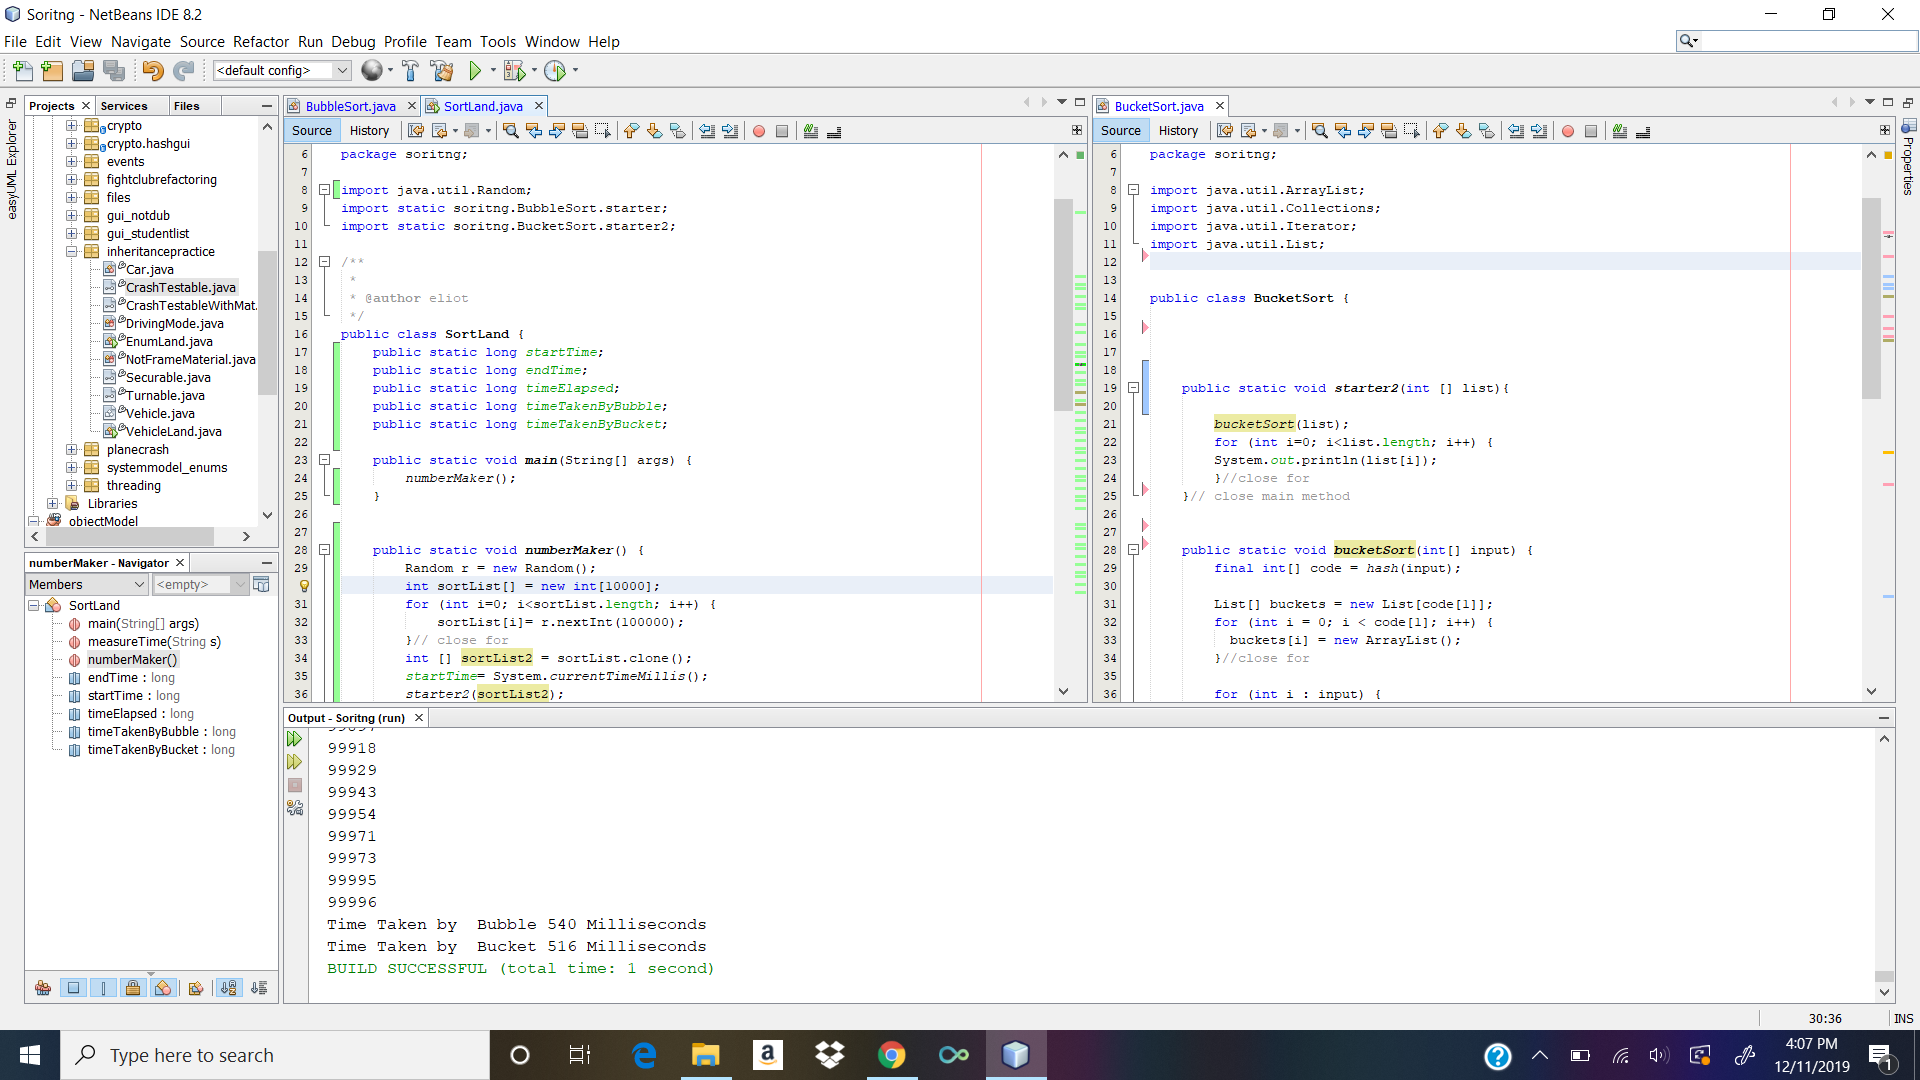 Soritng - NetBeans IDE 8.2
File Edit View Navigate Source Refactor Run Debug Profile Team Tools Window Help
<default config>
easyUML Explorer
Projects Services Files
crypto
crypto.hashgui
events
fightclubrefactoring
files
gui_notdub
gui_studentlist
inheritancepractice
Car.java
CrashTestable.java
CrashTestableWithMat.
DrivingMode.java
EnumLand.java
NotFrameMaterial.java
Securable.java
Turnable.java
Vehicle.java
VehicleLand.java
planecrash
systemmodel_enums
threading
Libraries
objectModel
numberMaker - Navigator
Members <empty>
SortLand
main(String[] args)
measureTime(String s)
numberMaker()
endTime : long
startTime : long
timeElapsed : long
timeTakenByBubble : long
timeTakenByBucket : long
BubbleSort.java SortLand.java
Source History
6 package soritng;
7
8 import java.util.Random;
9 import static soritng.BubbleSort.starter;
10 import static soritng.BucketSort.starter2;
11
12 /**
13 *
14 * @author eliot
15 */
16 public class SortLand {
17 public static long startTime;
18 public static long endTime;
19 public static long timeElapsed;
20 public static long timeTakenByBubble;
21 public static long timeTakenByBucket;
22
23 public static void main(String[] args) {
24 numberMaker();
25 }
26
27
28 public static void numberMaker() {
29 Random r = new Random();
int sortList[] = new int[10000];
31 for (int i=0; i<sortList.length; i++) {
32 sortList[i]= r.nextInt(100000);
33 }// close for
34 int [] sortList2 = sortList.clone();
35 startTime= System.currentTimeMillis();
36 starter2(sortList2);
BucketSort.java
Source History
6 package soritng;
7
8 import java.util.ArrayList;
9 import java.util.Collections;
10 import java.util.Iterator;
11 import java.util.List;
12
13
14 public class BucketSort {
15
16
17
18
19 public static void starter2(int [] list){
20
21 bucketSort(list);
22 for (int i=0; i<list.length; i++) {
23 System.out.println(list[i]);
24 }//close for
25 }// close main method
26
27
28 public static void bucketSort(int[] input) {
29 final int[] code = hash(input);
30
31 List[] buckets = new List[code[1]];
32 for (int i = 0; i < code[1]; i++) {
33 buckets[i] = new ArrayList();
34 }//close for
35
36 for (int i : input) {
Properties
Output - Soritng (run)
99918
99929
99943
99954
99971
99973
99995
99996
Time Taken by  Bubble 540 Milliseconds
Time Taken by  Bucket 516 Milliseconds
BUILD SUCCESSFUL (total time: 1 second)
30:36 INS
Type here to search
4:07 PM
12/11/2019
1